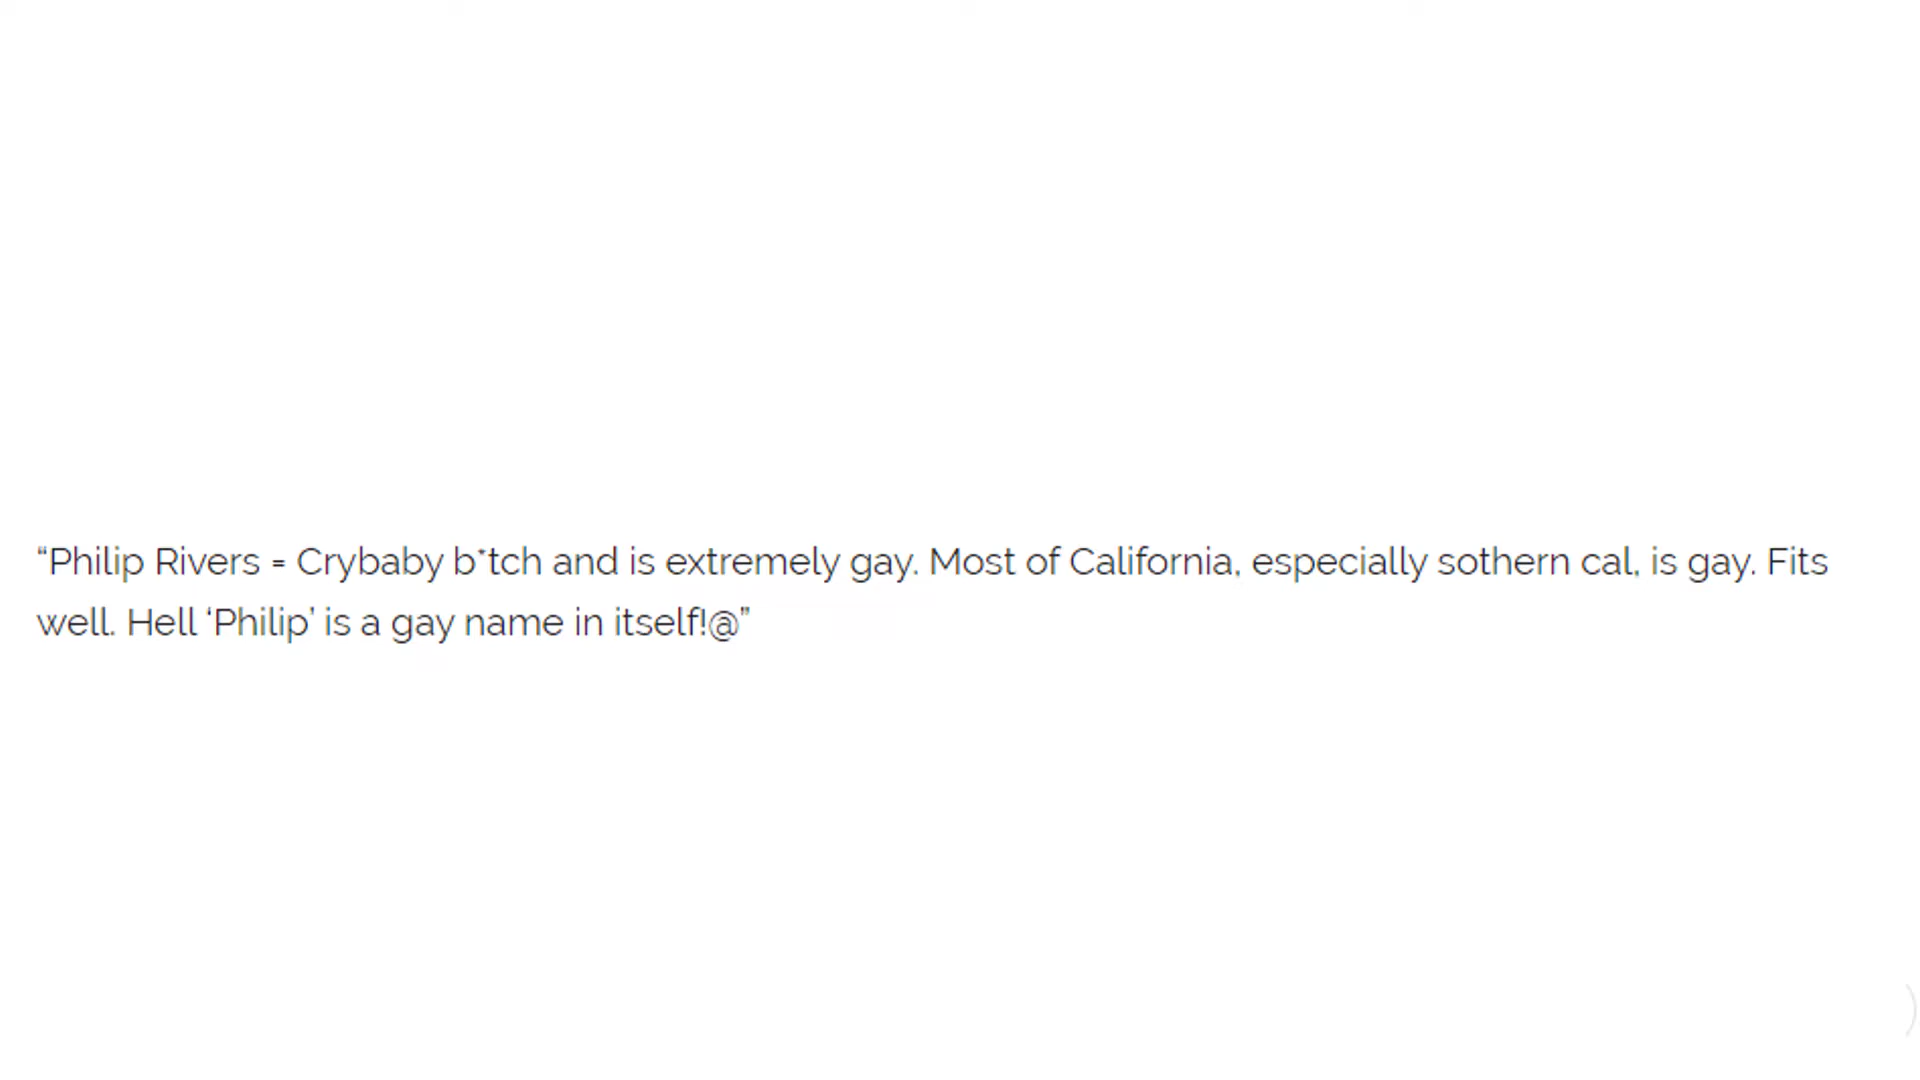 “Philip Rivers = Crybaby b*tch and is extremely gay. Most of California, especially sothern cal, is gay. Fits
well. Hell ‘Philip’ is a gay name in itself!@”